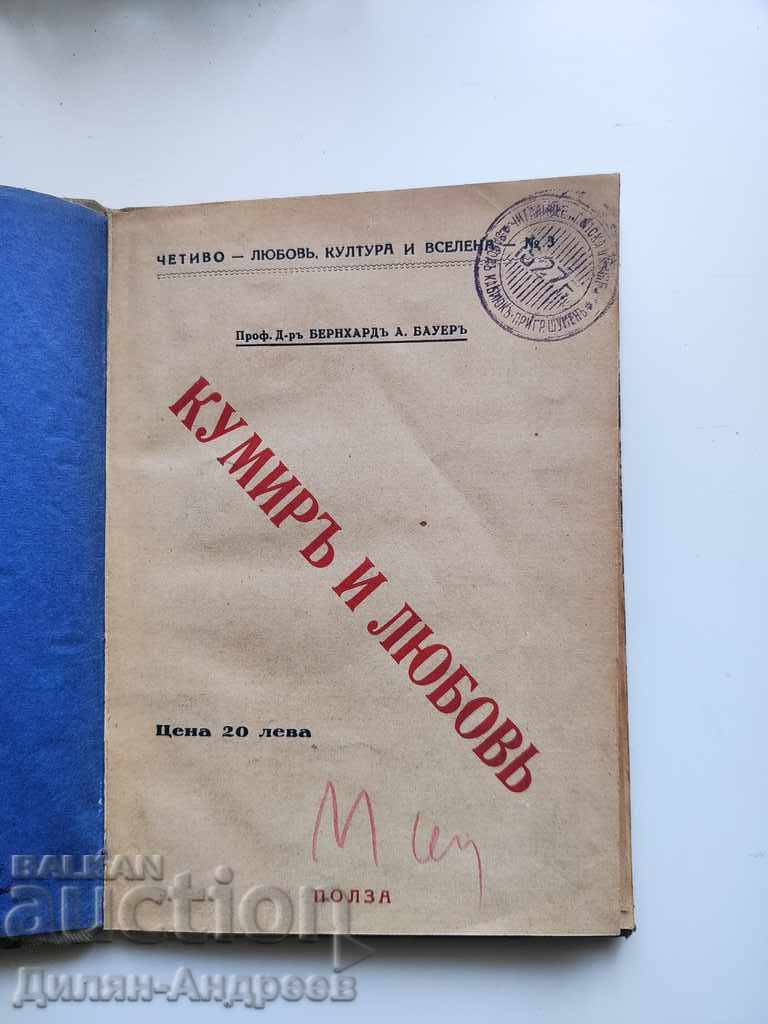 ЧЕТИВО — ЛЮБОВЬ, КУЛТУРА И ВСЕЛЕНА № 3
1927 Г.
Проф. Д-ръ БЕРНХАРДЪ А. БАУЕРЪ
КУМИРЪ И ЛЮБОВЬ
Цена 20 лева
ПОЛЗА
BALKAN
auction
Дилян-Андреев